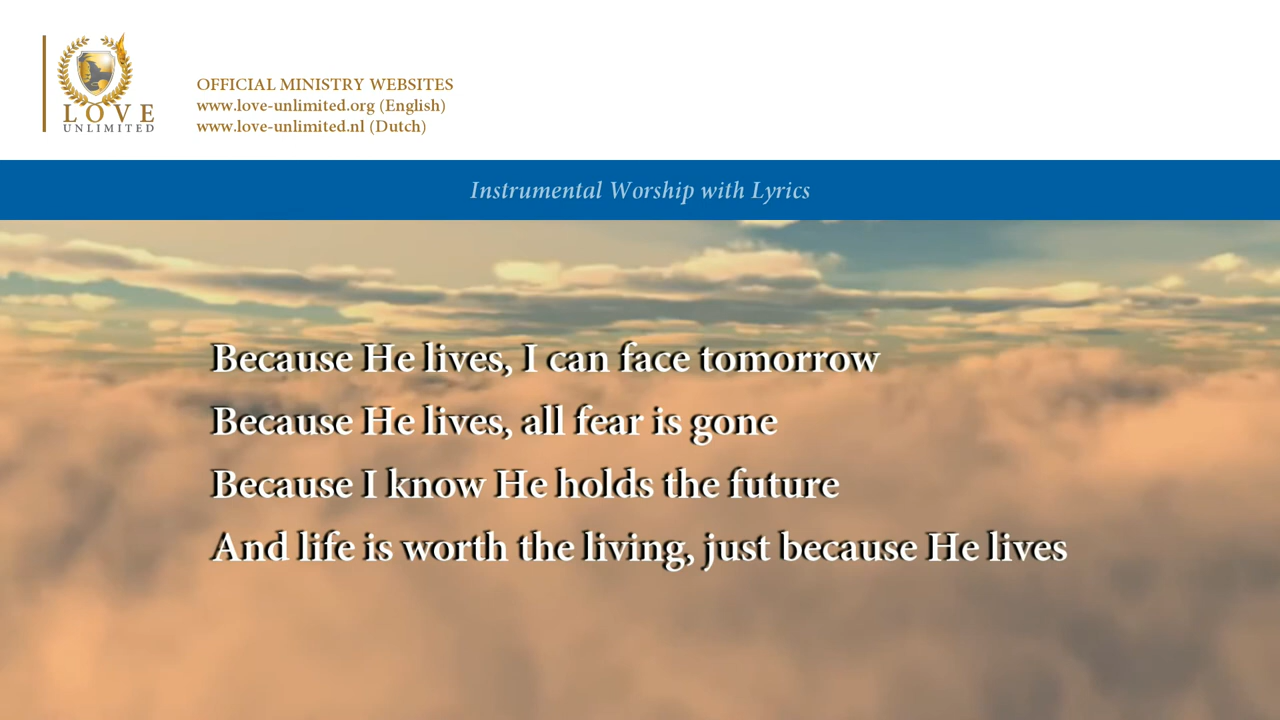 LOVE
UNLIMITED
OFFICIAL MINISTRY WEBSITES
www.love-unlimited.org (English)
www.love-unlimited.nl (Dutch)
Instrumental Worship with Lyrics
Because He lives, I can face tomorrow
Because He lives, all fear is gone
Because I know He holds the future
And life is worth the living, just because He lives